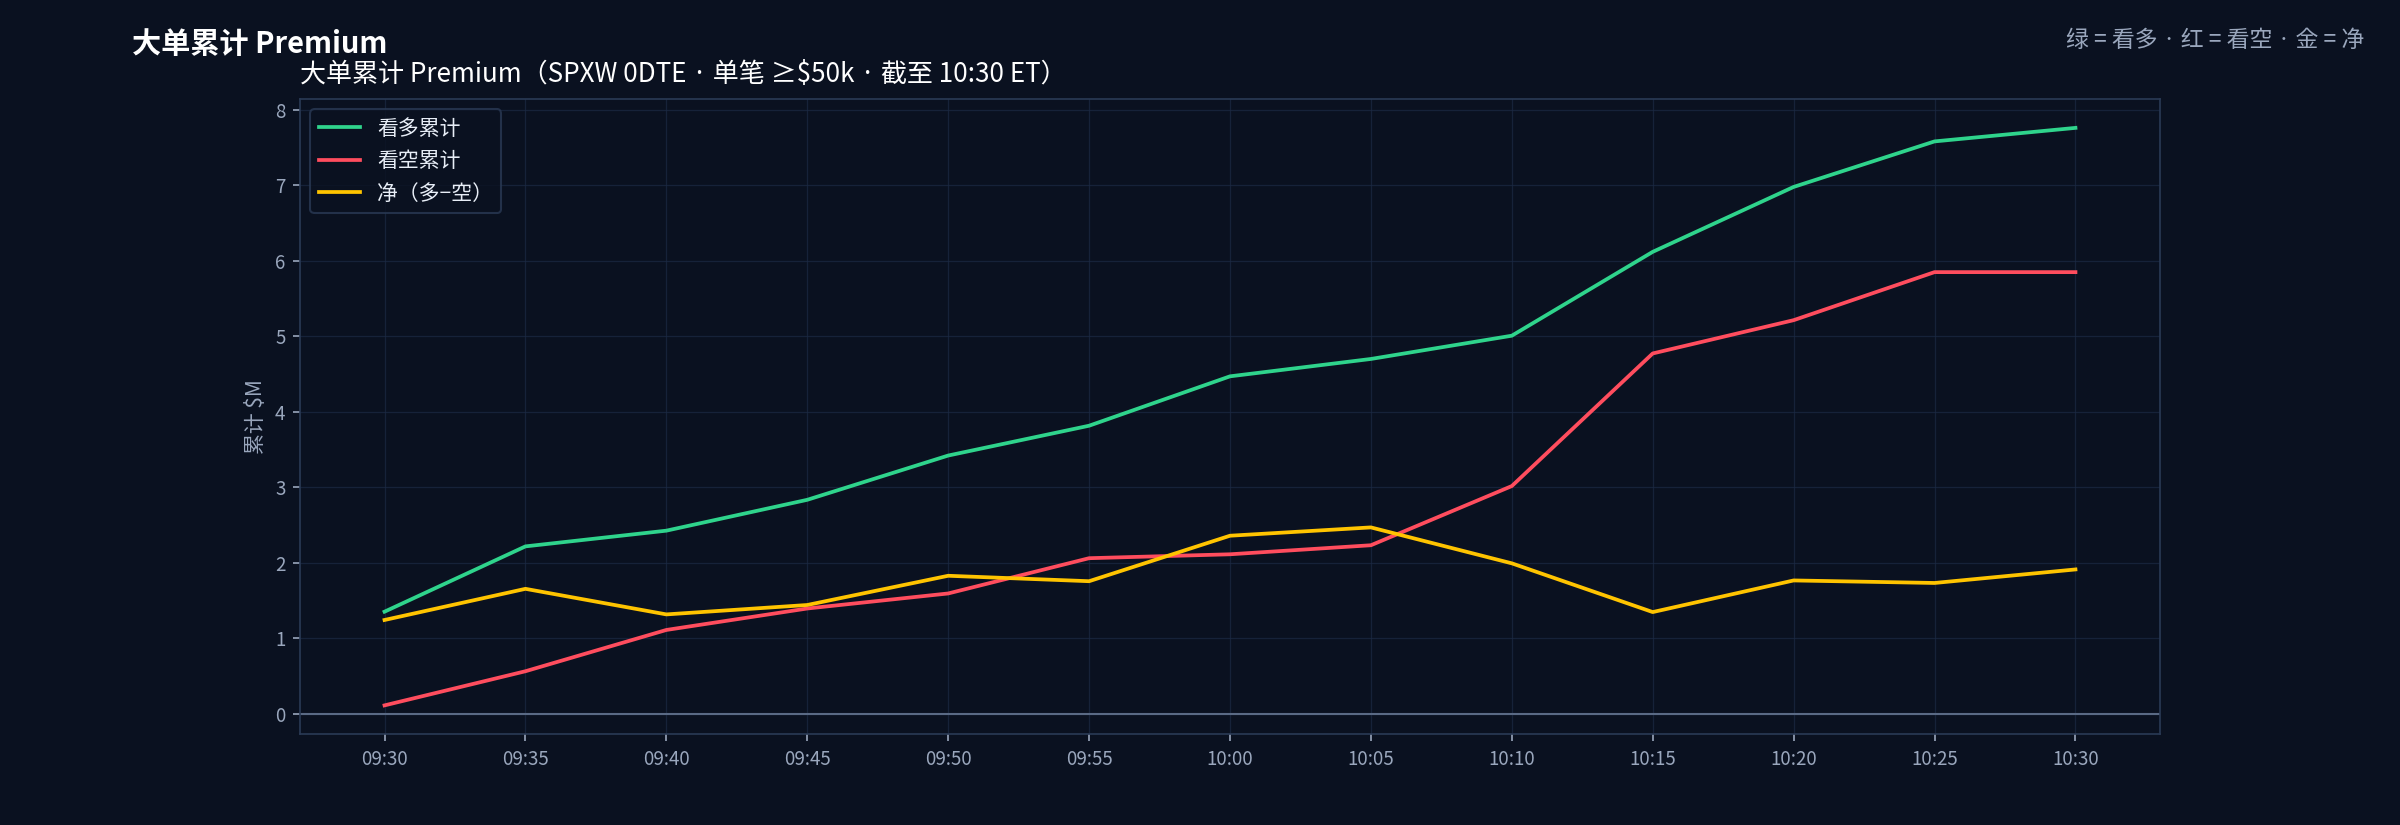 大单累计 Premium
绿 = 看多 · 红 = 看空 · 金 = 净
大单累计 Premium（SPXW 0DTE · 单笔 ≥$50k · 截至 10:30 ET）
看多累计
看空累计
净（多−空）
累计 $M
8
7
6
5
4
3
2
1
0
09:30 09:35 09:40 09:45 09:50 09:55 10:00 10:05 10:10 10:15 10:20 10:25 10:30